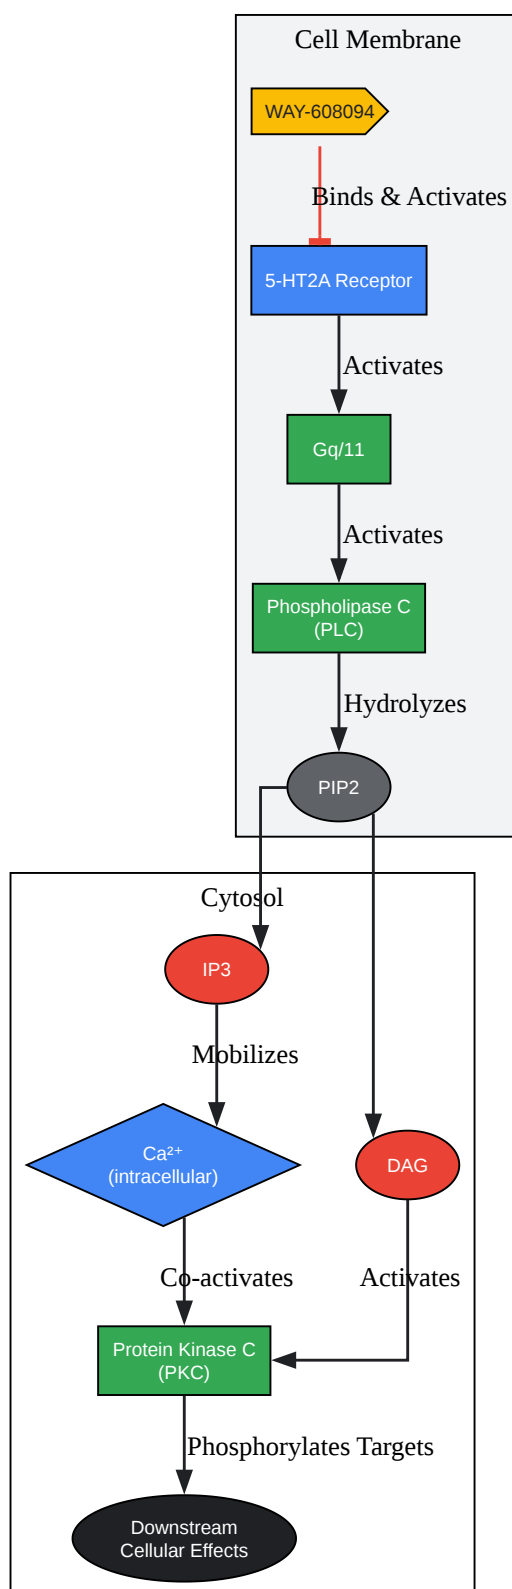 Cell Membrane
WAY-608094
Binds & Activates
5-HT2A Receptor
Activates
Gq/11
Activates
Phospholipase C
(PLC)
Hydrolyzes
PIP2
Cytosol
IP3
Mobilizes
Ca²⁺
(intracellular)
DAG
Co-activates
Activates
Protein Kinase C
(PKC)
Phosphorylates Targets
Downstream
Cellular Effects